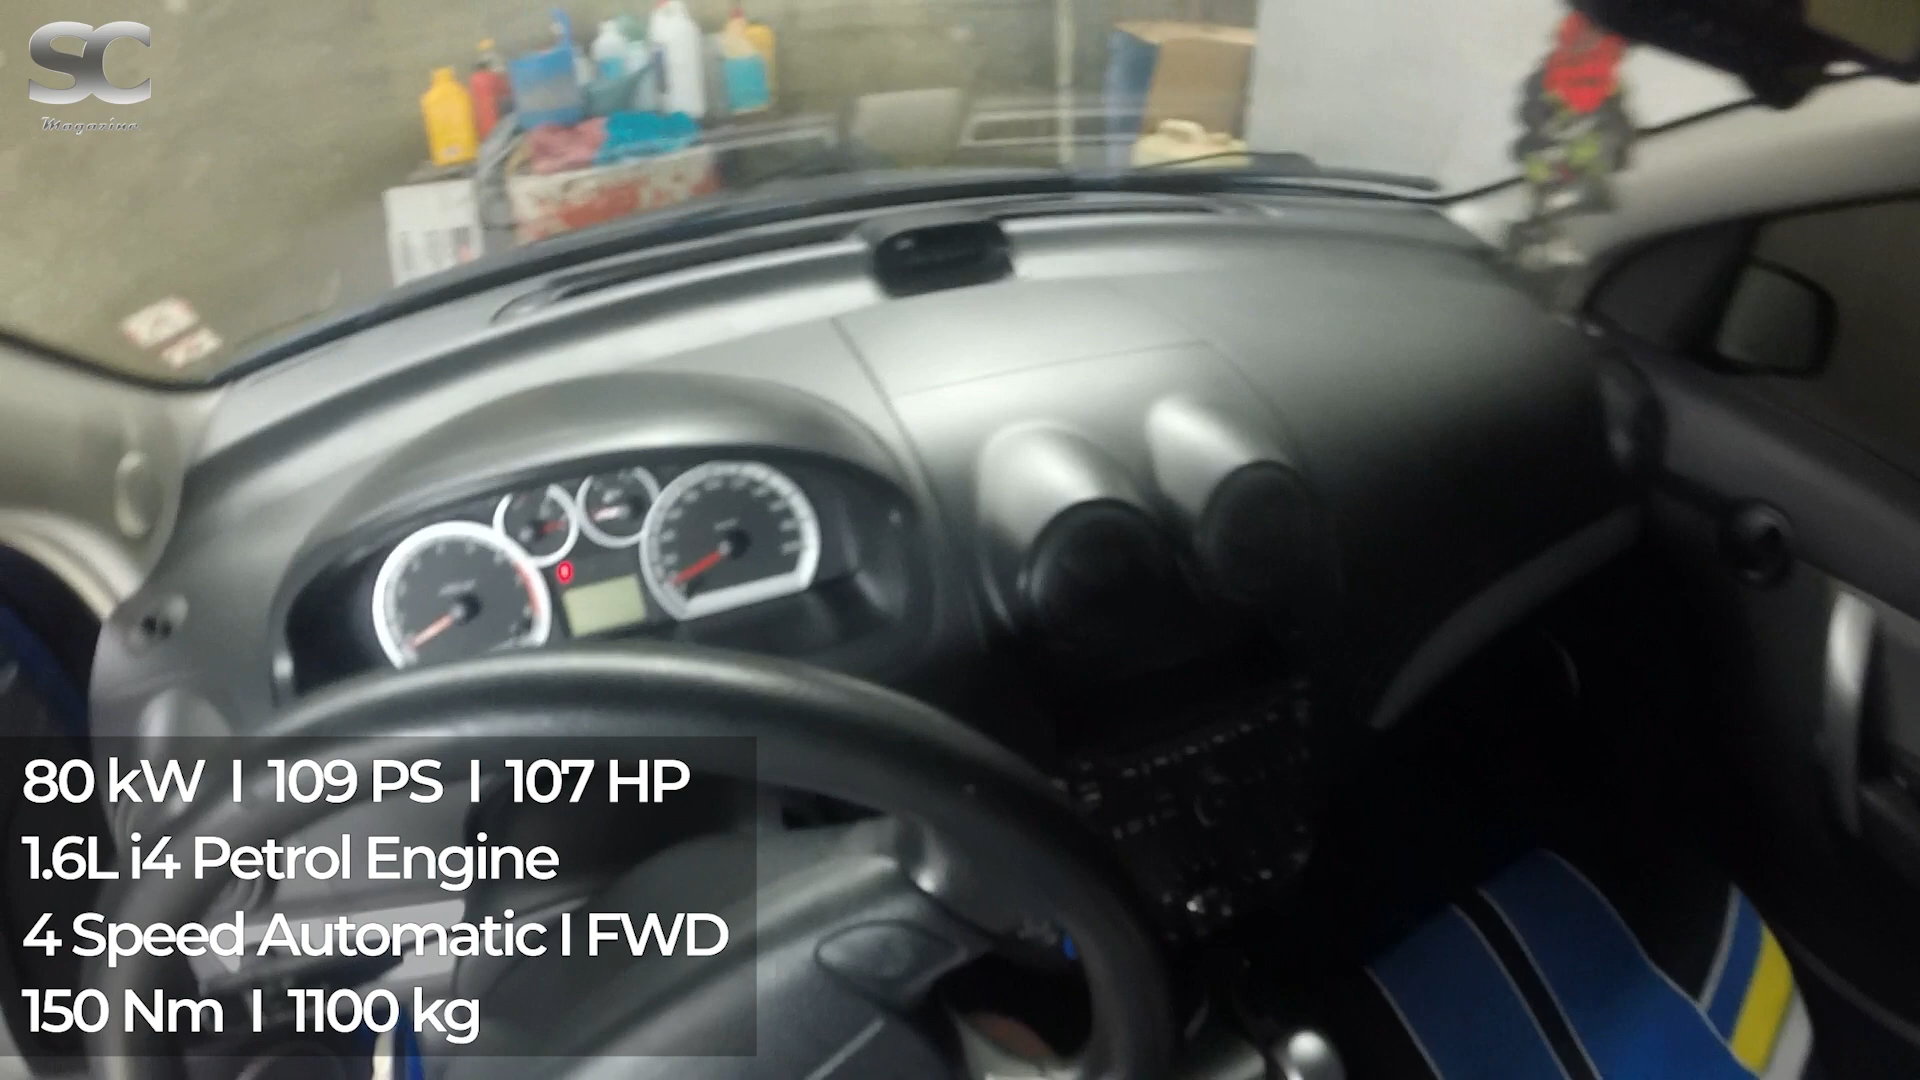 SC
Magazine
80 kW I 109 PS I 107 HP
1.6L i4 Petrol Engine
4 Speed Automatic I FWD
150 Nm I 1100 kg